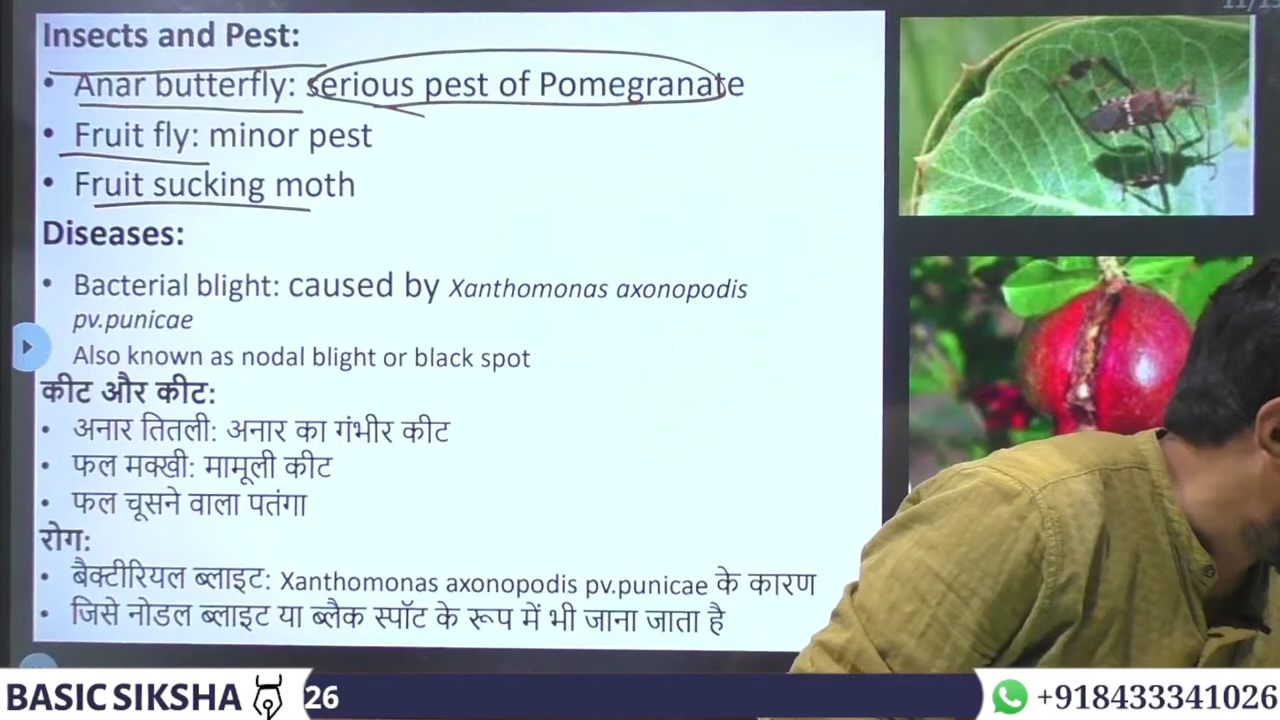 Insects and Pest:
• Anar butterfly: serious pest of Pomegranate
• Fruit fly: minor pest
• Fruit sucking moth
Diseases:
• Bacterial blight: caused by Xanthomonas axonopodis
pv.punicae
Also known as nodal blight or black spot
कीट और कीट:
• अनार तितली: अनार का गंभीर कीट
• फल मक्खी: मामूली कीट
• फल चूसने वाला पतंगा
रोग:
• बैक्टीरियल ब्लाइट: Xanthomonas axonopodis pv.punicae के कारण
• जिसे नोडल ब्लाइट या ब्लैक स्पॉट के रूप में भी जाना जाता है
BASIC SIKSHA 26 +918433341026